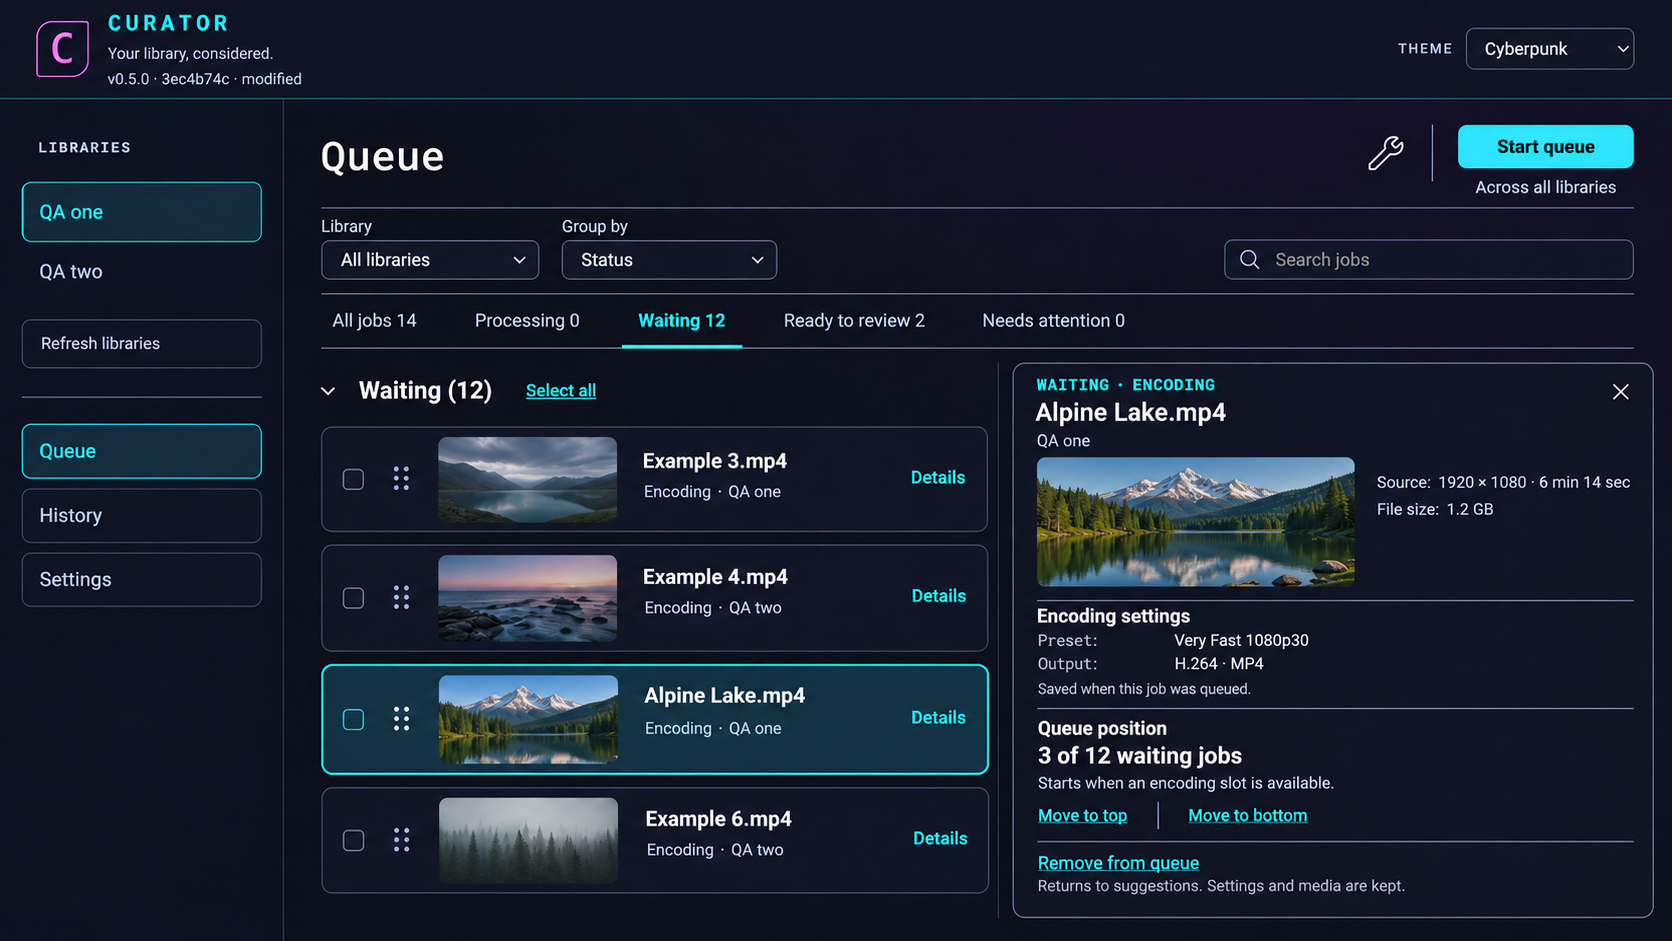 C
CURATOR
Your library, considered.
v0.5.0 · 3ec4b74c · modified
THEME
Cyberpunk
LIBRARIES
QA one
QA two
Refresh libraries
Queue
History
Settings
Queue
Start queue
Across all libraries
Library
All libraries
Group by
Status
Search jobs
All jobs 14
Processing 0
Waiting 12
Ready to review 2
Needs attention 0
Waiting (12)
Select all
Example 3.mp4
Encoding · QA one
Details
Example 4.mp4
Encoding · QA two
Details
Alpine Lake.mp4
Encoding · QA one
Details
Example 6.mp4
Encoding · QA two
Details
WAITING · ENCODING
Alpine Lake.mp4
QA one
Source: 1920 × 1080 · 6 min 14 sec
File size: 1.2 GB
Encoding settings
Preset: Very Fast 1080p30
Output: H.264 · MP4
Saved when this job was queued.
Queue position
3 of 12 waiting jobs
Starts when an encoding slot is available.
Move to top
Move to bottom
Remove from queue
Returns to suggestions. Settings and media are kept.